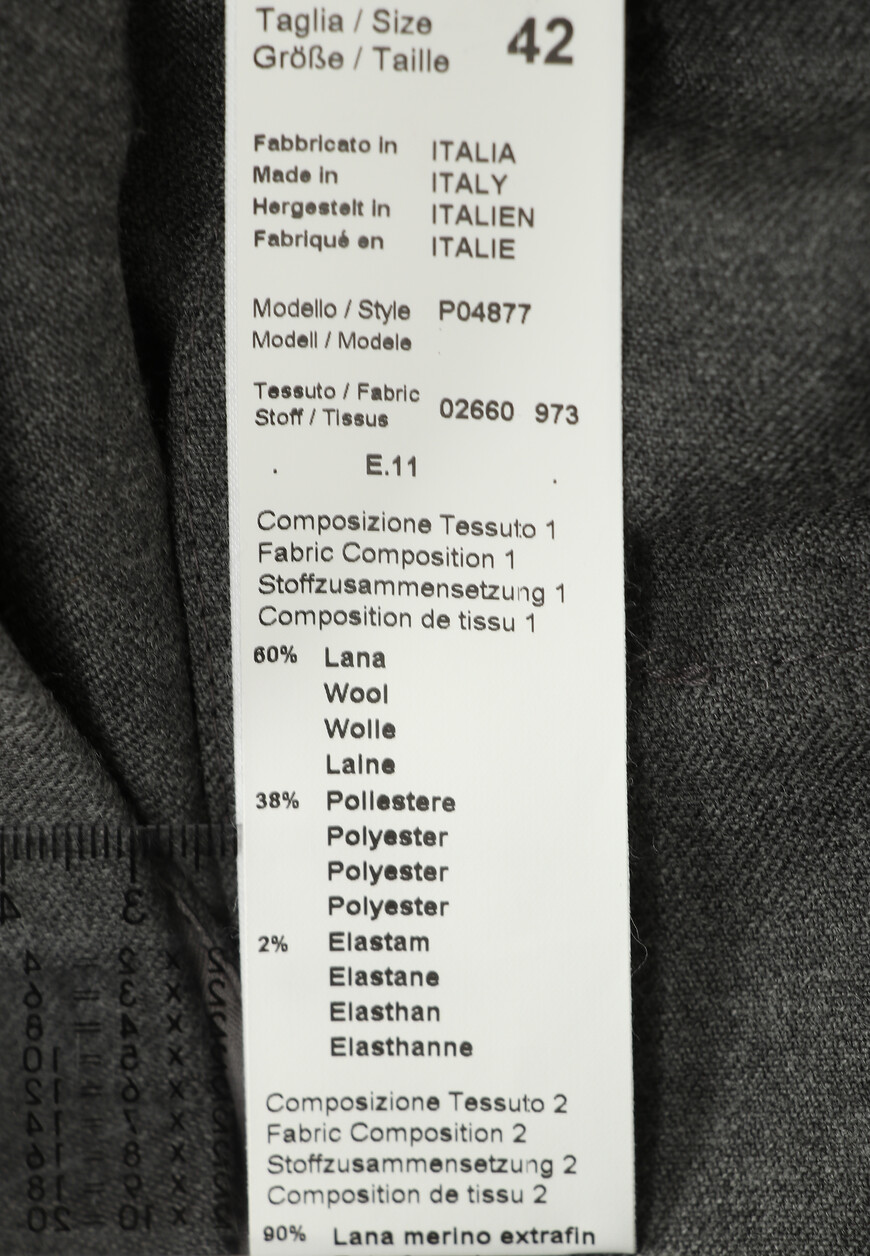 Taglia / Size
Größe / Taille
42
Fabbricato in ITALIA
Made in ITALY
Hergestelt in ITALIEN
Fabriqué en ITALIE
Modello / Style P04877
Modell / Modele
Tessuto / Fabric
Stoff / Tissus
02660 973
E.11
Composizione Tessuto 1
Fabric Composition 1
Stoffzusammensetzung 1
Composition de tissu 1
60% Lana
Wool
Wolle
Laine
38% Poliestere
Polyester
Polyester
Polyester
2% Elastam
Elastane
Elasthan
Elasthanne
Composizione Tessuto 2
Fabric Composition 2
Stoffzusammensetzung 2
Composition de tissu 2
90% Lana merino extrafin